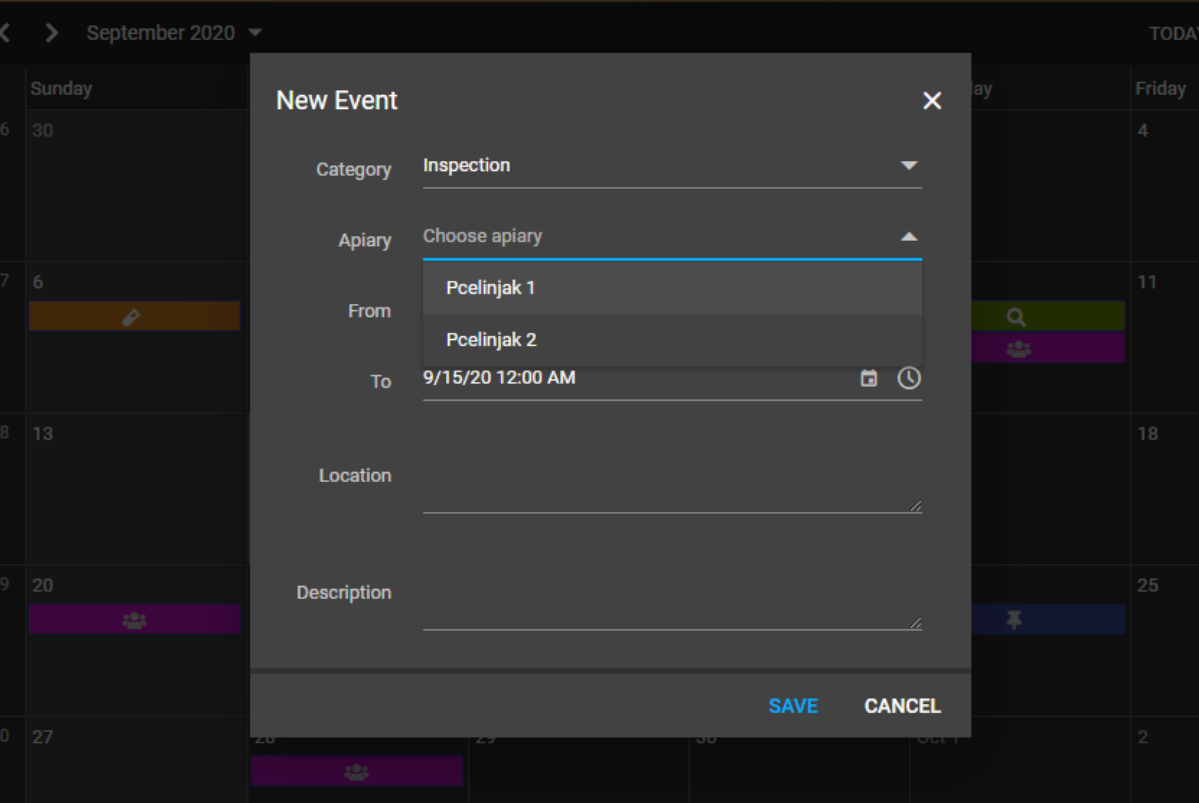 September 2020
TODAY
Sunday
ay
Friday
6
30
4
7
6
11
8
13
18
9
20
25
0
27
28
29
30
Oct 1
2
New Event
Category
Inspection
Apiary
Choose apiary
Pcelinjak 1
Pcelinjak 2
From
To
9/15/20 12:00 AM
Location
Description
SAVE
CANCEL